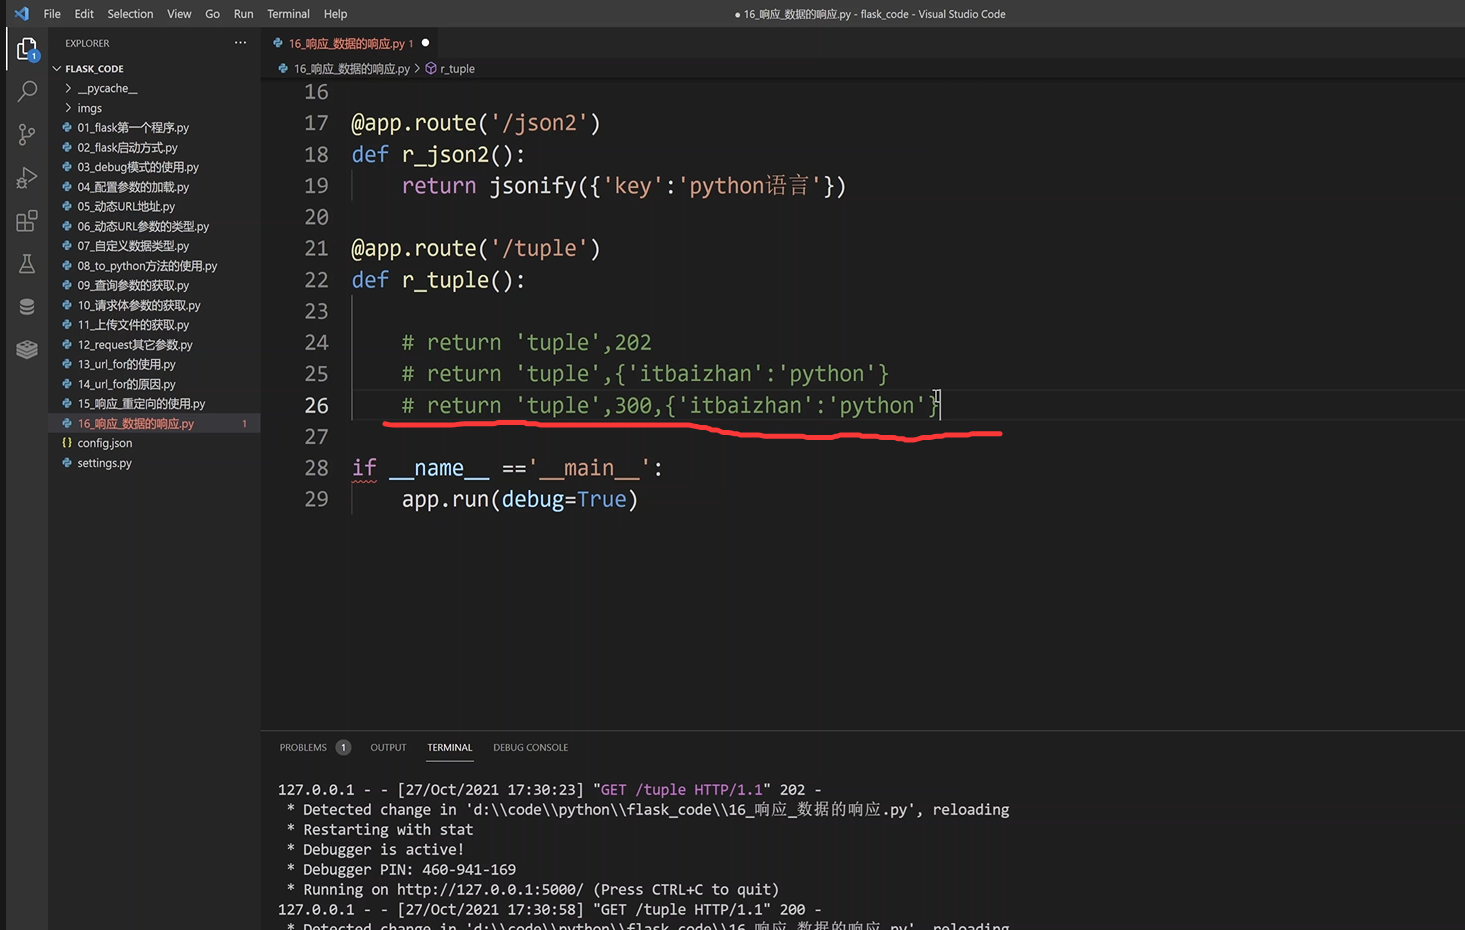 File Edit Selection View Go Run Terminal Help
● 16_响应_数据的响应.py - flask_code - Visual Studio Code
EXPLORER ···
1
FLASK_CODE
__pycache__
imgs
01_flask第一个程序.py
02_flask启动方式.py
03_debug模式的使用.py
04_配置参数的加载.py
05_动态URL地址.py
06_动态URL参数的类型.py
07_自定义数据类型.py
08_to_python方法的使用.py
09_查询参数的获取.py
10_请求体参数的获取.py
11_上传文件的获取.py
12_request其它参数.py
13_url_for的使用.py
14_url_for的原因.py
15_响应_重定向的使用.py
16_响应_数据的响应.py 1
{} config.json
settings.py
16_响应_数据的响应.py 1 ●
16_响应_数据的响应.py > r_tuple
16
17 @app.route('/json2')
18 def r_json2():
19 return jsonify({'key':'python语言'})
20
21 @app.route('/tuple')
22 def r_tuple():
23
24 # return 'tuple',202
25 # return 'tuple',{'itbaizhan':'python'}
26 # return 'tuple',300,{'itbaizhan':'python'}
27
28 if __name__ =='__main__':
29 app.run(debug=True)
PROBLEMS 1 OUTPUT TERMINAL DEBUG CONSOLE
127.0.0.1 - - [27/Oct/2021 17:30:23] "GET /tuple HTTP/1.1" 202 -
* Detected change in 'd:\\code\\python\\flask_code\\16_响应_数据的响应.py', reloading
* Restarting with stat
* Debugger is active!
* Debugger PIN: 460-941-169
* Running on http://127.0.0.1:5000/ (Press CTRL+C to quit)
127.0.0.1 - - [27/Oct/2021 17:30:58] "GET /tuple HTTP/1.1" 200 -
* Detected change in 'd:\\code\\python\\flask_code\\16_响应_数据的响应.py', reloading